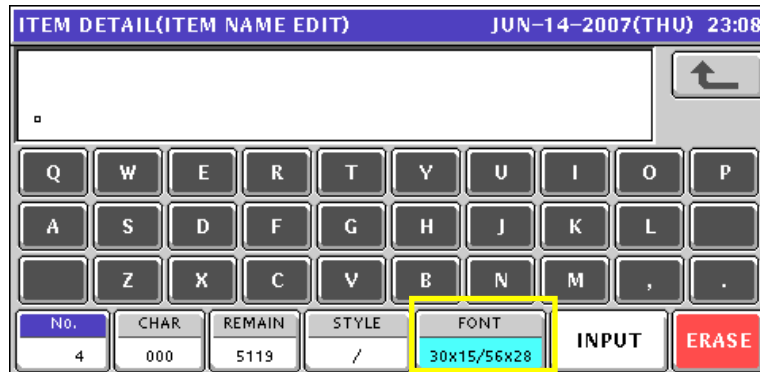 ITEM DETAIL(ITEM NAME EDIT) JUN-14-2007(THU) 23:08
Q W E R T Y U I O P
A S D F G H J K L
Z X C V B N M , .
No. CHAR REMAIN STYLE FONT INPUT ERASE
4 000 5119 / 30x15/56x28